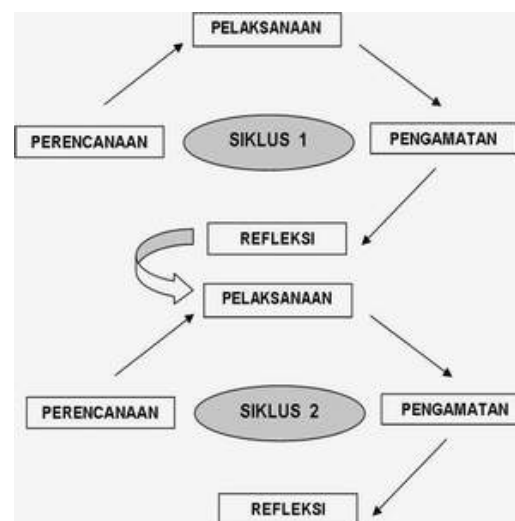 PELAKSANAAN
PERENCANAAN
SIKLUS 1
PENGAMATAN
REFLEKSI
PELAKSANAAN
PERENCANAAN
SIKLUS 2
PENGAMATAN
REFLEKSI